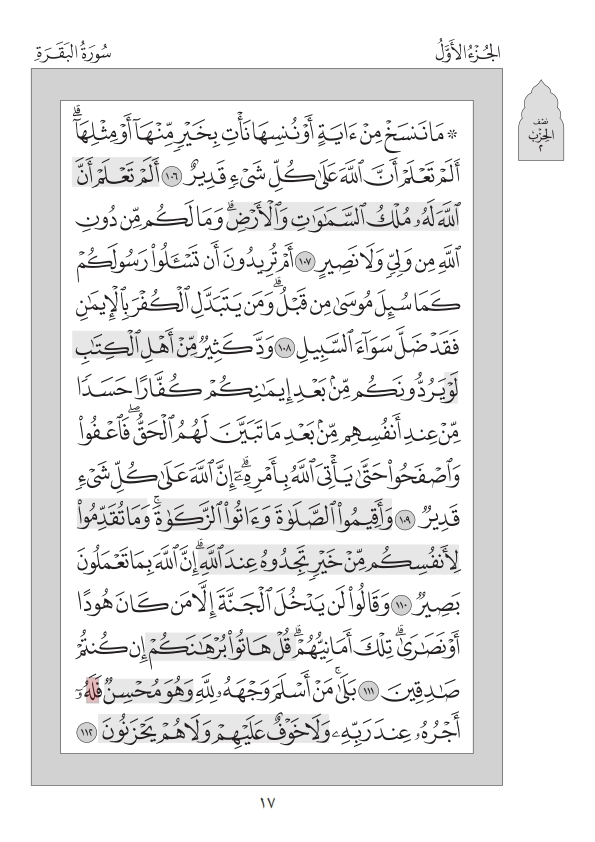 الجُزْءُ الأَوَّلُ
سُورَةُ البَقَرَةِ
نصف
الحِزْبِ
٢
۞ مَا نَنسَخْ مِنْ ءَايَةٍ أَوْ نُنسِهَا نَأْتِ بِخَيْرٍ مِّنْهَآ أَوْ مِثْلِهَآۗ
أَلَمْ تَعْلَمْ أَنَّ ٱللَّهَ عَلَىٰ كُلِّ شَىْءٍ قَدِيرٌ ١٠٦ أَلَمْ تَعْلَمْ أَنَّ
ٱللَّهَ لَهُۥ مُلْكُ ٱلسَّمَـٰوَٰتِ وَٱلْأَرْضِۗ وَمَا لَكُم مِّن دُونِ
ٱللَّهِ مِن وَلِىٍّ وَلَا نَصِيرٍ ١٠٧ أَمْ تُرِيدُونَ أَن تَسْـَٔلُوا۟ رَسُولَكُمْ
كَمَا سُئِلَ مُوسَىٰ مِن قَبْلُۗ وَمَن يَتَبَدَّلِ ٱلْكُفْرَ بِٱلْإِيمَـٰنِ
فَقَدْ ضَلَّ سَوَآءَ ٱلسَّبِيلِ ١٠٨ وَدَّ كَثِيرٌ مِّنْ أَهْلِ ٱلْكِتَـٰبِ
لَوْ يَرُدُّونَكُم مِّنۢ بَعْدِ إِيمَـٰنِكُمْ كُفَّارًا حَسَدًا
مِّنْ عِندِ أَنفُسِهِم مِّنۢ بَعْدِ مَا تَبَيَّنَ لَهُمُ ٱلْحَقُّۖ فَٱعْفُوا۟
وَٱصْفَحُوا۟ حَتَّىٰ يَأْتِىَ ٱللَّهُ بِأَمْرِهِۦٓۗ إِنَّ ٱللَّهَ عَلَىٰ كُلِّ شَىْءٍ
قَدِيرٌ ١٠٩ وَأَقِيمُوا۟ ٱلصَّلَوٰةَ وَءَاتُوا۟ ٱلزَّكَوٰةَۚ وَمَا تُقَدِّمُوا۟
لِأَنفُسِكُم مِّنْ خَيْرٍ تَجِدُوهُ عِندَ ٱللَّهِۗ إِنَّ ٱللَّهَ بِمَا تَعْمَلُونَ
بَصِيرٌ ١١٠ وَقَالُوا۟ لَن يَدْخُلَ ٱلْجَنَّةَ إِلَّا مَن كَانَ هُودًا
أَوْ نَصَـٰرَىٰۗ تِلْكَ أَمَانِيُّهُمْۗ قُلْ هَاتُوا۟ بُرْهَـٰنَكُمْ إِن كُنتُمْ
صَـٰدِقِينَ ١١١ بَلَىٰۚ مَنْ أَسْلَمَ وَجْهَهُۥ لِلَّهِ وَهُوَ مُحْسِنٌ فَلَهُۥٓ
أَجْرُهُۥ عِندَ رَبِّهِۦ وَلَا خَوْفٌ عَلَيْهِمْ وَلَا هُمْ يَحْزَنُونَ ١١٢
١٧